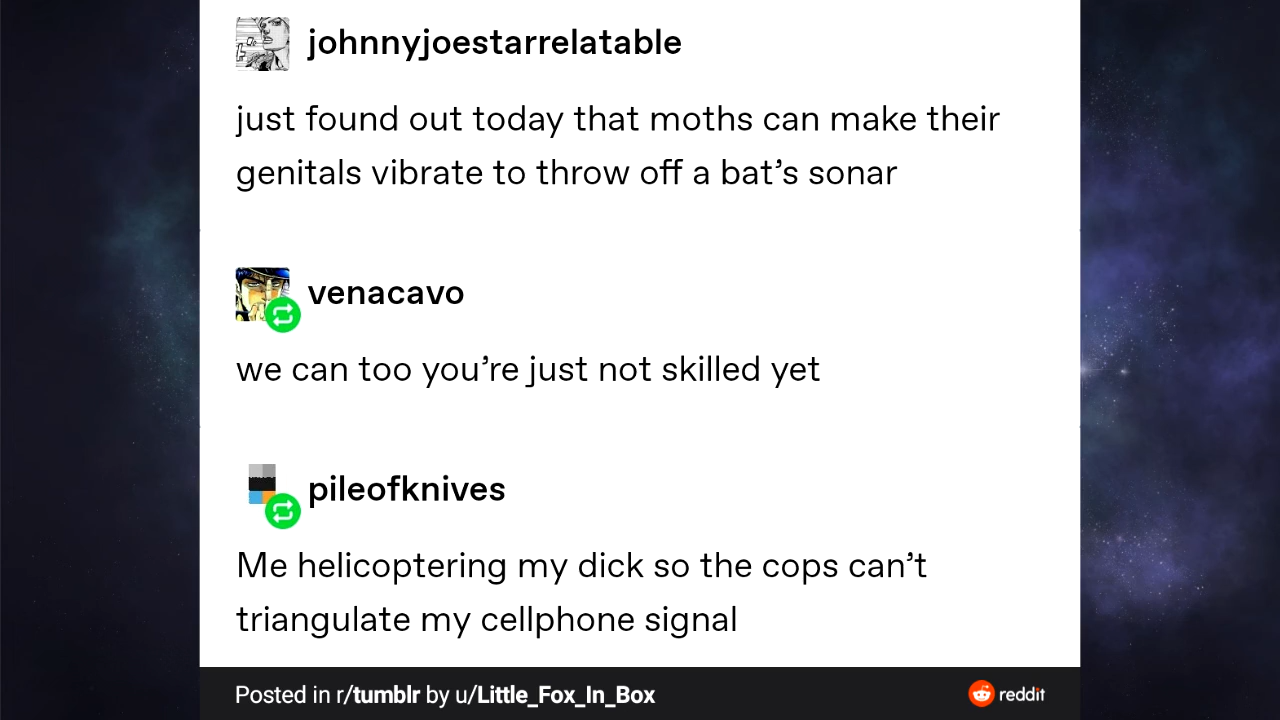 johnnyjoestarrelatable
just found out today that moths can make their
genitals vibrate to throw off a bat’s sonar
venacavo
we can too you’re just not skilled yet
pileofknives
Me helicoptering my dick so the cops can’t
triangulate my cellphone signal
Posted in r/tumblr by u/Little_Fox_In_Box reddit